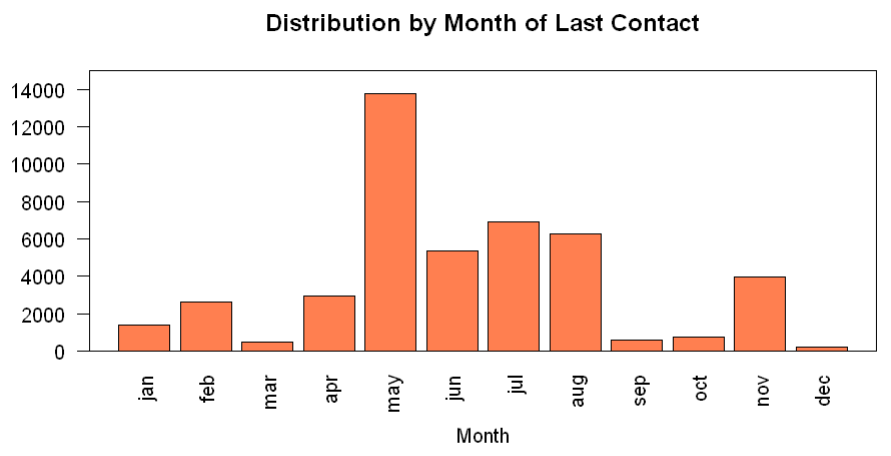 Distribution by Month of Last Contact
14000
12000
10000
8000
6000
4000
2000
0
jan feb mar apr may jun jul aug sep oct nov dec
Month